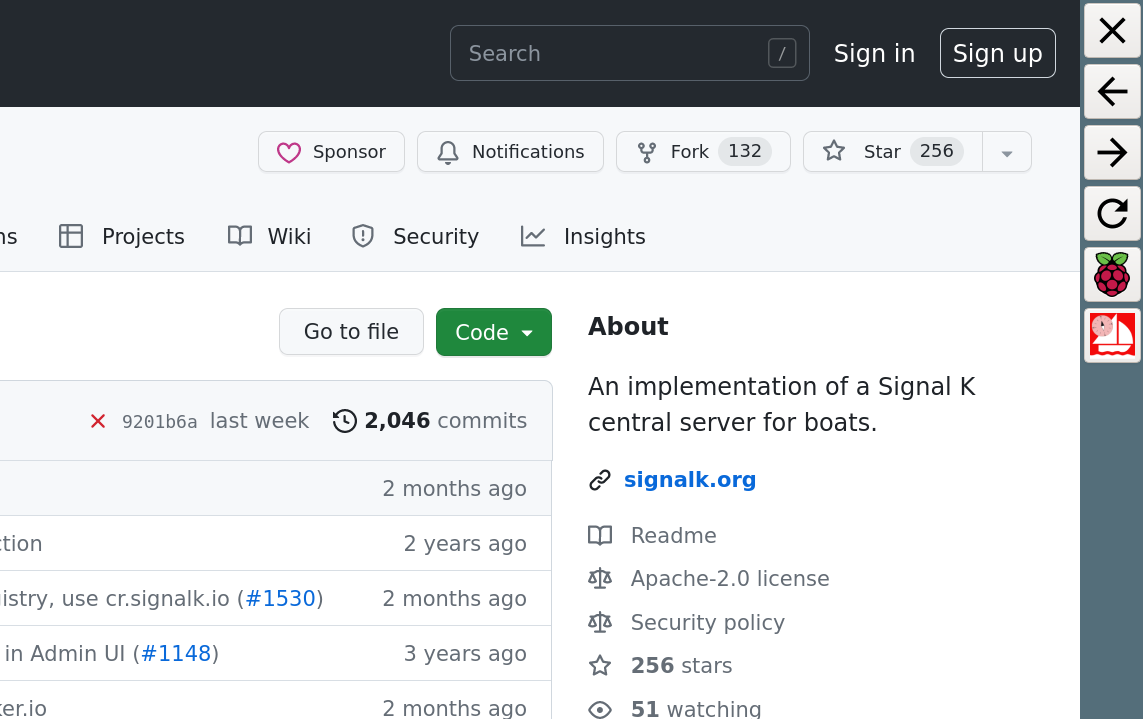 Search /
Sign in
Sign up
Sponsor
Notifications
Fork 132
Star 256
ns
Projects
Wiki
Security
Insights
Go to file
Code
9201b6a last week
2,046 commits
2 months ago
ction
2 years ago
istry, use cr.signalk.io (#1530)
2 months ago
in Admin UI (#1148)
3 years ago
ker.io
2 months ago
About
An implementation of a Signal K
central server for boats.
signalk.org
Readme
Apache-2.0 license
Security policy
256 stars
51 watching